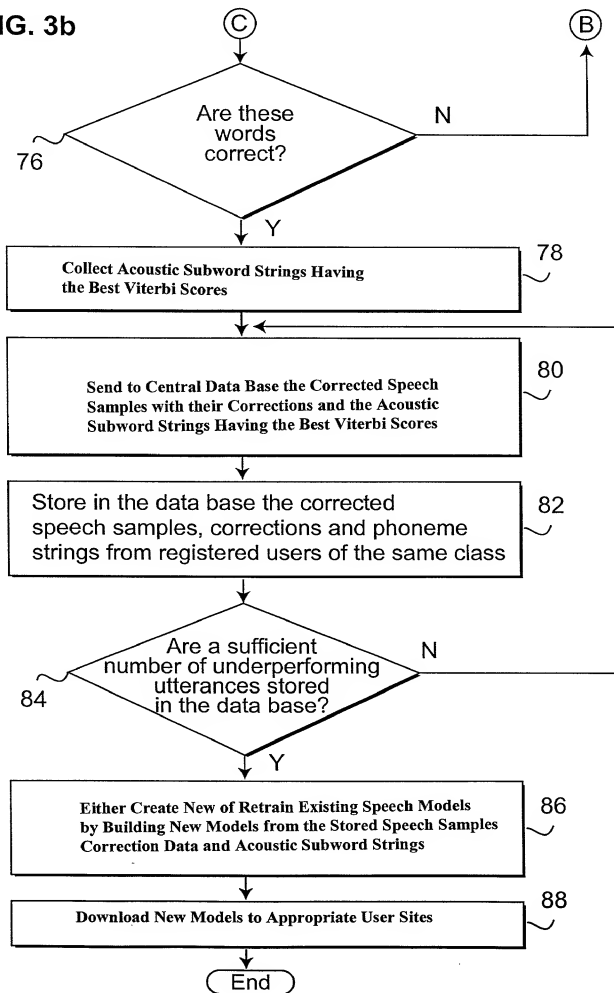 IG. 3b
C
B
Are these
words
correct?
N
76
Y
Collect Acoustic Subword Strings Having
the Best Viterbi Scores
78
Send to Central Data Base the Corrected Speech
Samples with their Corrections and the Acoustic
Subword Strings Having the Best Viterbi Scores
80
Store in the data base the corrected
speech samples, corrections and phoneme
strings from registered users of the same class
82
Are a sufficient
number of underperforming
utterances stored
in the data base?
N
84
Y
Either Create New of Retrain Existing Speech Models
by Building New Models from the Stored Speech Samples
Correction Data and Acoustic Subword Strings
86
Download New Models to Appropriate User Sites
88
End